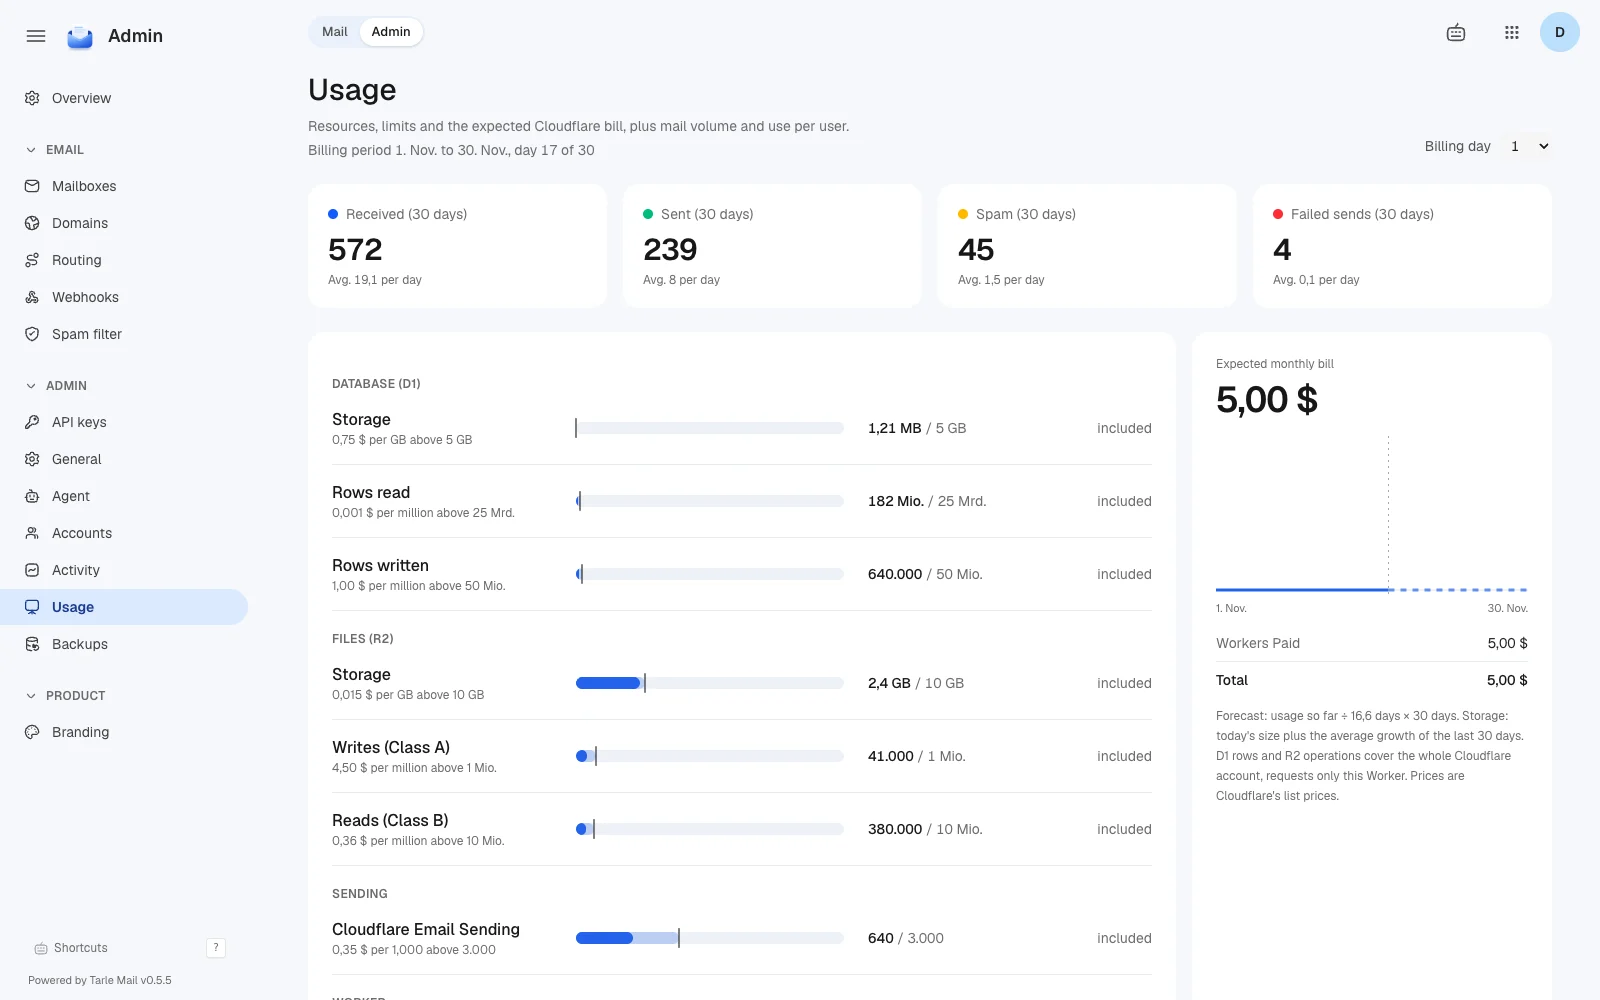 Admin
Mail
Admin
D
Overview
EMAIL
Mailboxes
Domains
Routing
Webhooks
Spam filter
ADMIN
API keys
General
Agent
Accounts
Activity
Usage
Backups
PRODUCT
Branding
Shortcuts
?
Powered by Tarle Mail v0.5.5
Usage
Resources, limits and the expected Cloudflare bill, plus mail volume and use per user.
Billing period 1. Nov. to 30. Nov., day 17 of 30
Billing day 1
Received (30 days)
572
Avg. 19,1 per day
Sent (30 days)
239
Avg. 8 per day
Spam (30 days)
45
Avg. 1,5 per day
Failed sends (30 days)
4
Avg. 0,1 per day
DATABASE (D1)
Storage
0,75 $ per GB above 5 GB
1,21 MB / 5 GB
included
Rows read
0,001 $ per million above 25 Mrd.
182 Mio. / 25 Mrd.
included
Rows written
1,00 $ per million above 50 Mio.
640.000 / 50 Mio.
included
FILES (R2)
Storage
0,015 $ per GB above 10 GB
2,4 GB / 10 GB
included
Writes (Class A)
4,50 $ per million above 1 Mio.
41.000 / 1 Mio.
included
Reads (Class B)
0,36 $ per million above 10 Mio.
380.000 / 10 Mio.
included
SENDING
Cloudflare Email Sending
0,35 $ per 1,000 above 3.000
640 / 3.000
included
WORKER
Expected monthly bill
5,00 $
1. Nov.
30. Nov.
Workers Paid
5,00 $
Total
5,00 $
Forecast: usage so far ÷ 16,6 days × 30 days. Storage:
today's size plus the average growth of the last 30 days.
D1 rows and R2 operations cover the whole Cloudflare
account, requests only this Worker. Prices are
Cloudflare's list prices.